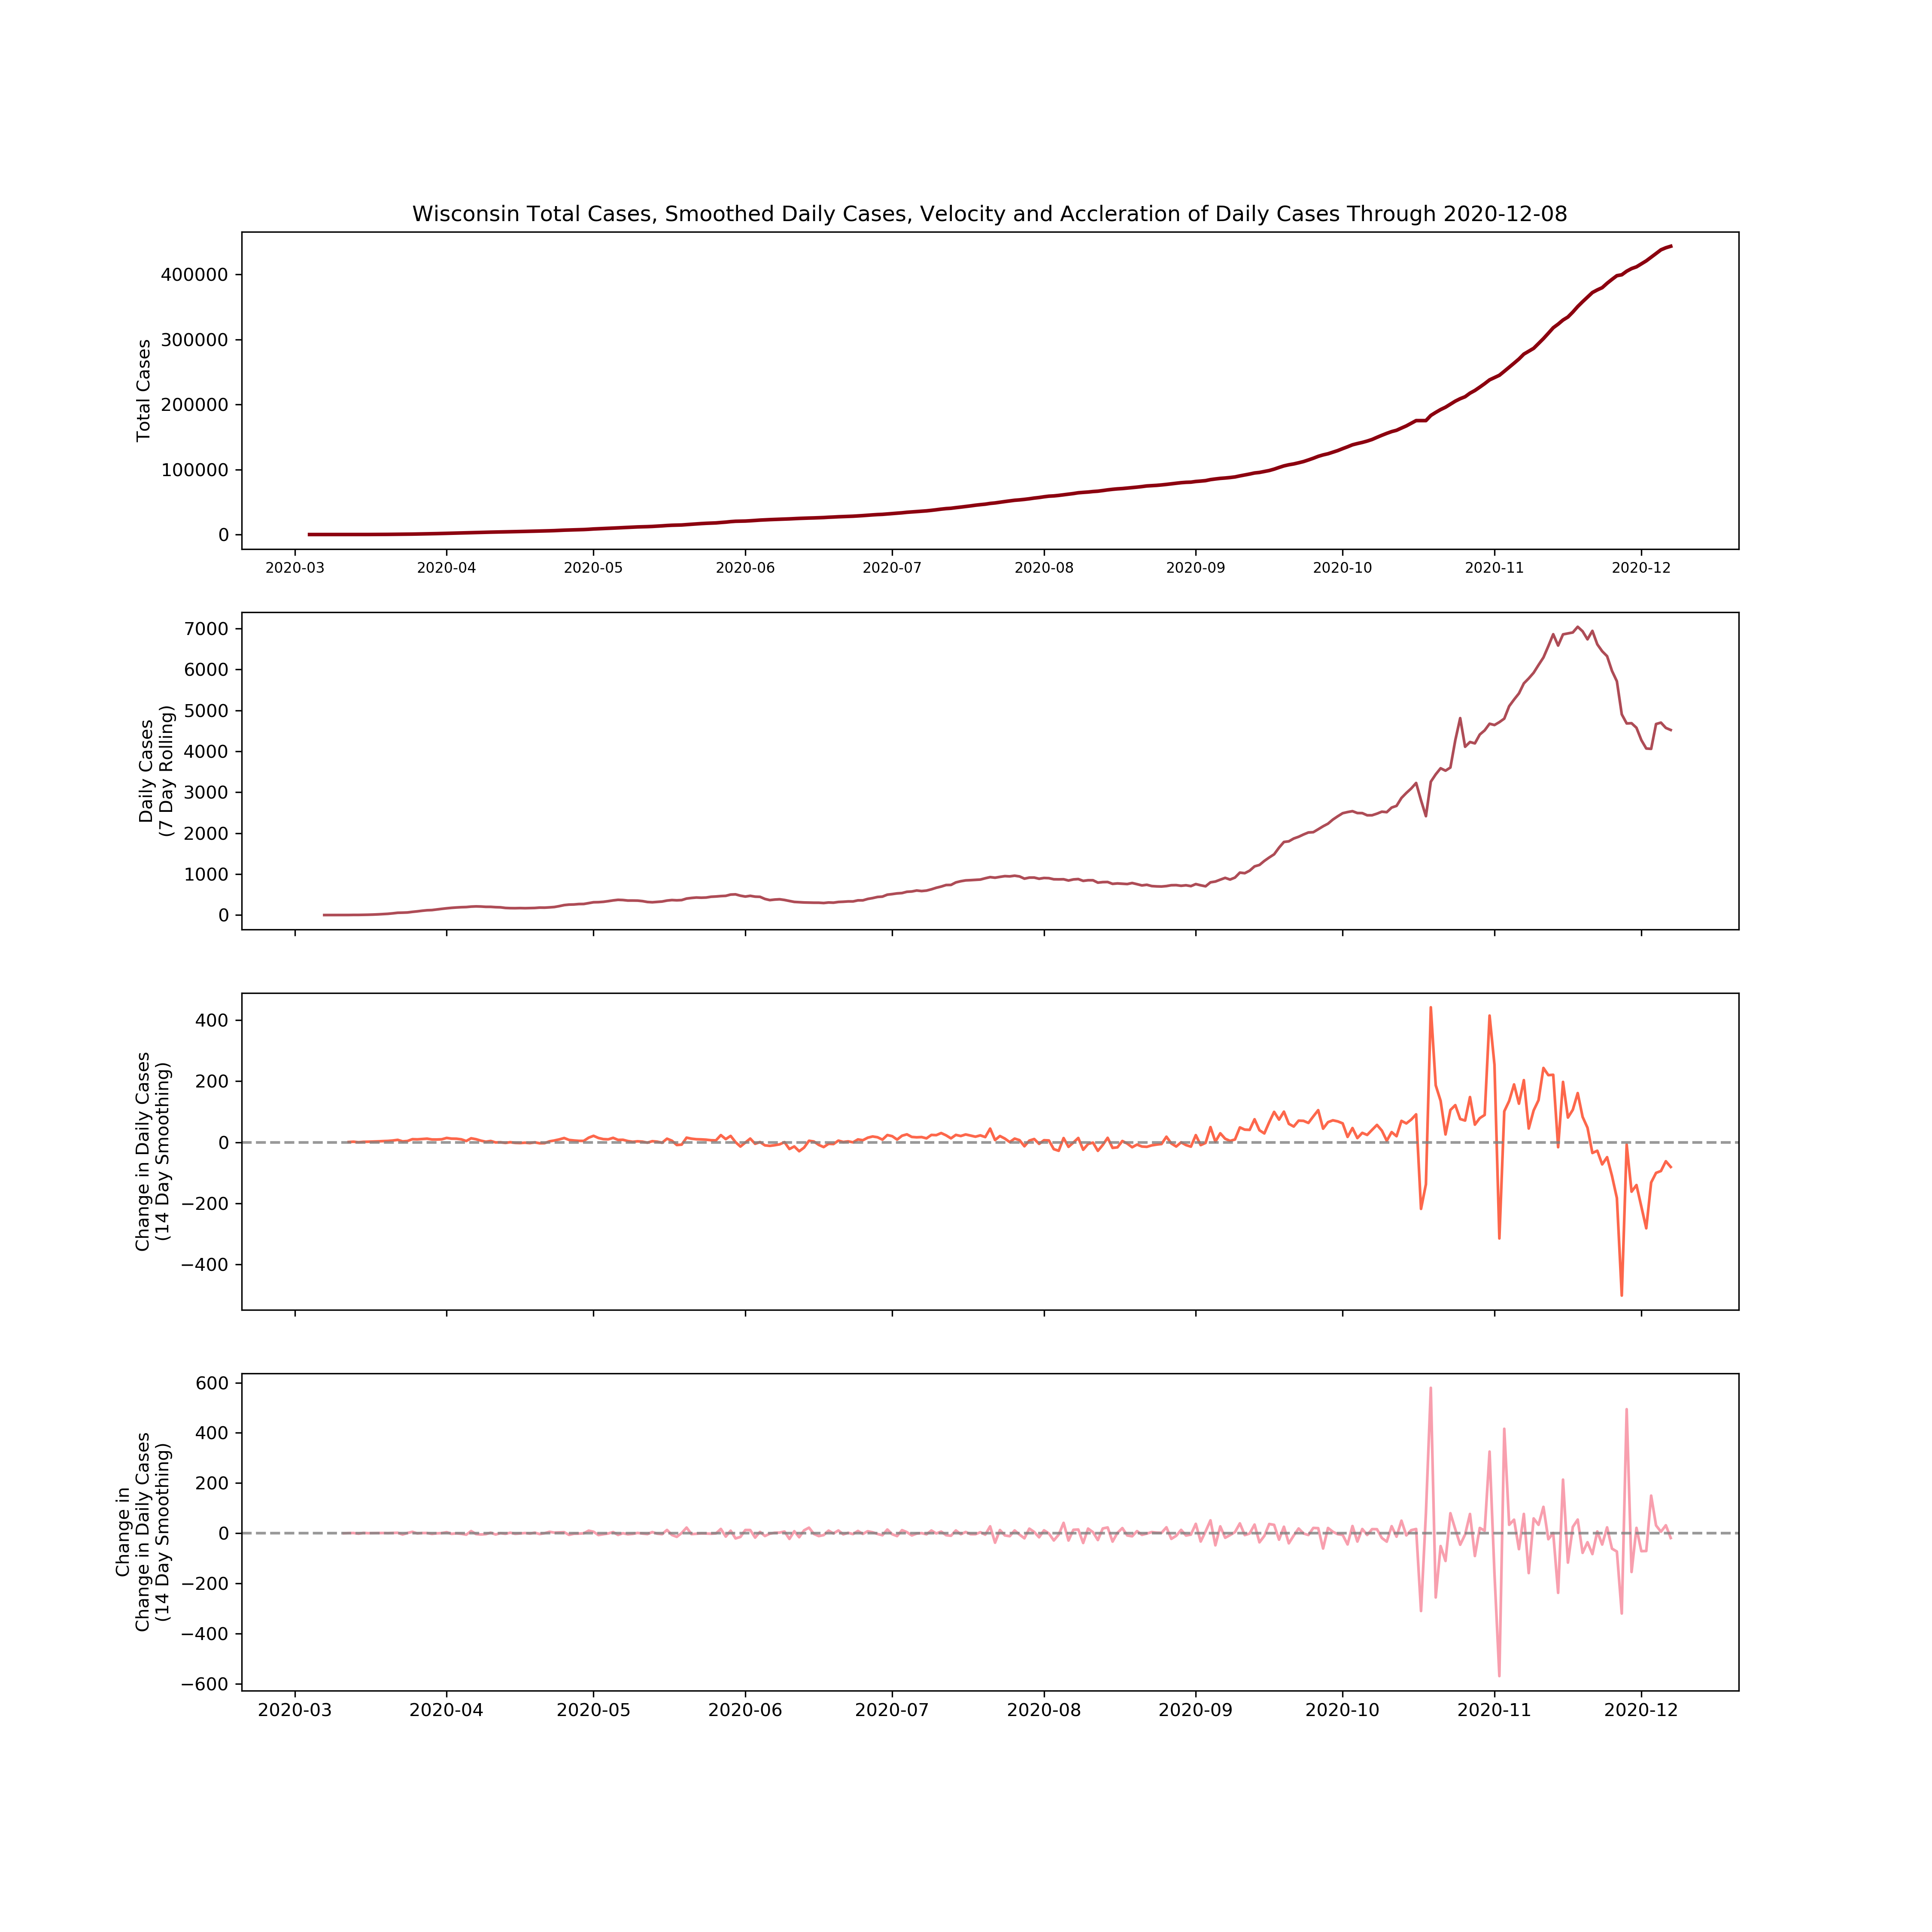 Wisconsin Total Cases, Smoothed Daily Cases, Velocity and Accleration of Daily Cases Through 2020-12-08
Total Cases
400000
300000
200000
100000
0
2020-03 2020-04 2020-05 2020-06 2020-07 2020-08 2020-09 2020-10 2020-11 2020-12
Daily Cases
(7 Day Rolling)
7000
6000
5000
4000
3000
2000
1000
0
Change in Daily Cases
(14 Day Smoothing)
400
200
0
−200
−400
Change in
Change in Daily Cases
(14 Day Smoothing)
600
400
200
0
−200
−400
−600
2020-03 2020-04 2020-05 2020-06 2020-07 2020-08 2020-09 2020-10 2020-11 2020-12